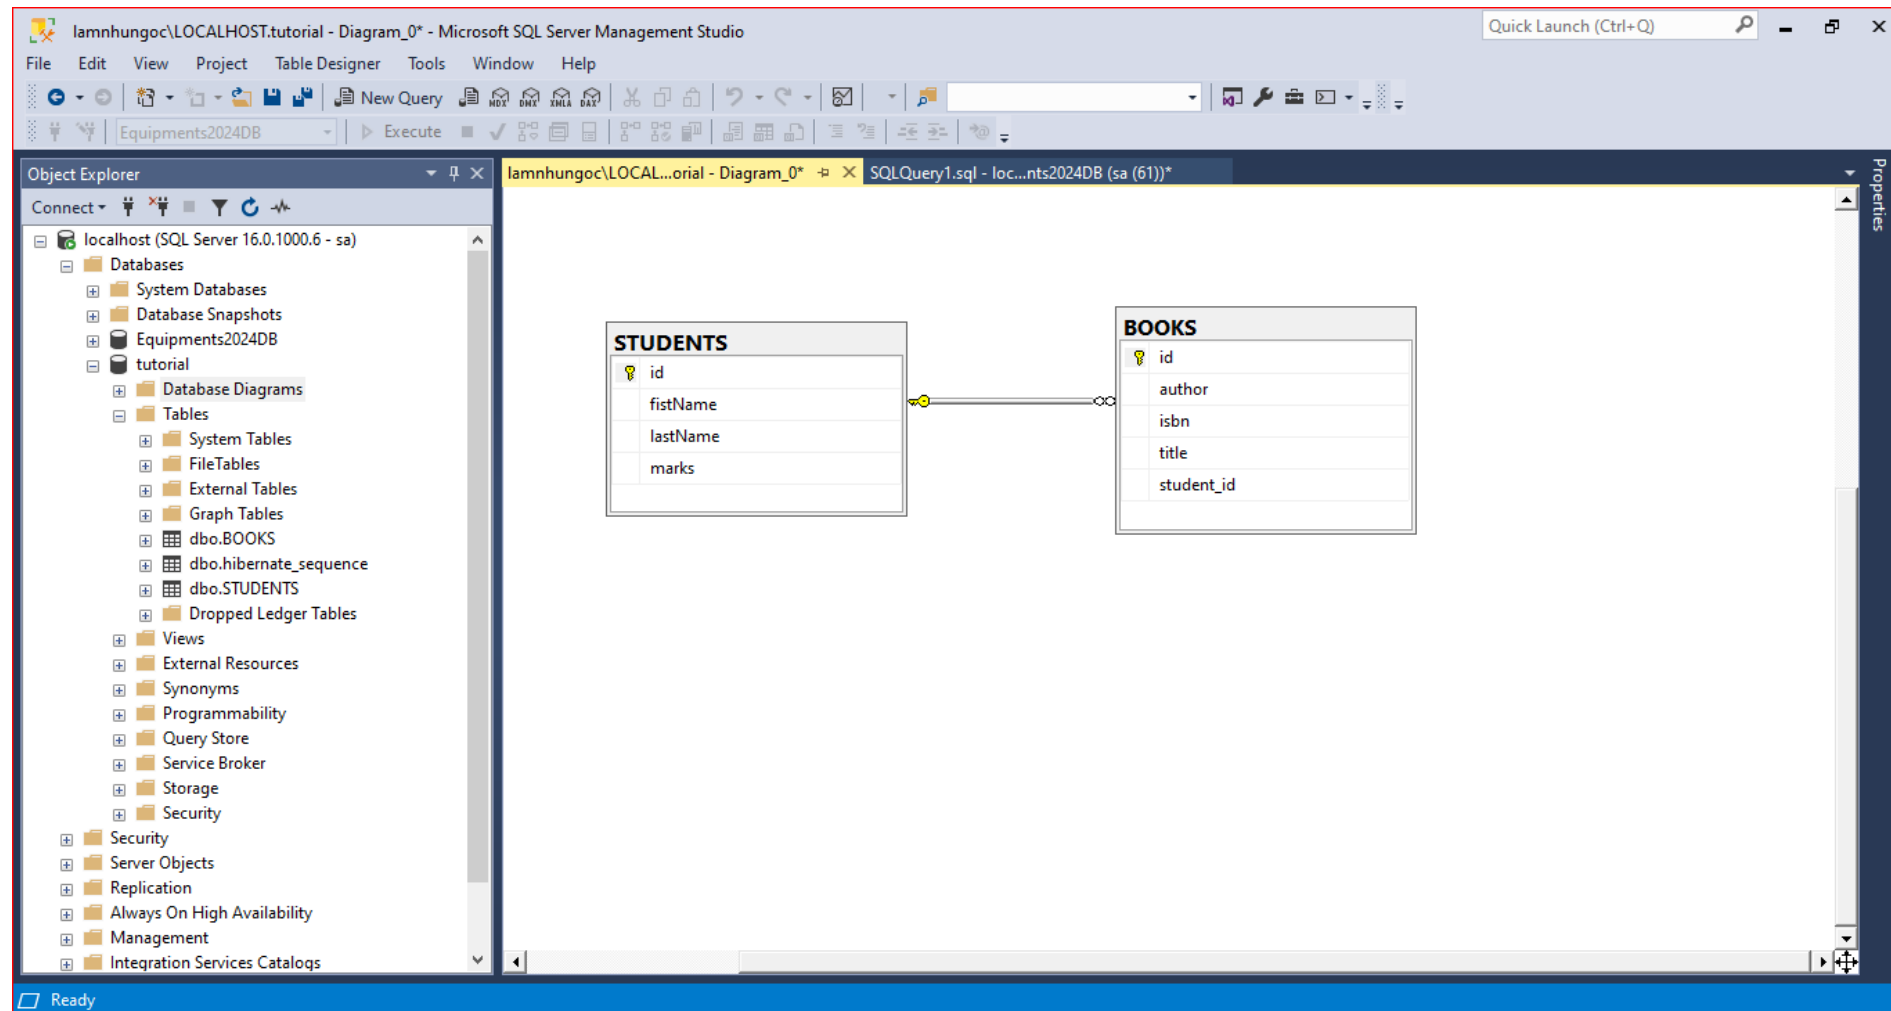 lamnhungoc\LOCALHOST.tutorial - Diagram_0* - Microsoft SQL Server Management Studio
Quick Launch (Ctrl+Q)
File Edit View Project Table Designer Tools Window Help
New Query MDX DMX XMLA DAX
Equipments2024DB Execute
Object Explorer
Connect
localhost (SQL Server 16.0.1000.6 - sa)
Databases
System Databases
Database Snapshots
Equipments2024DB
tutorial
Database Diagrams
Tables
System Tables
FileTables
External Tables
Graph Tables
dbo.BOOKS
dbo.hibernate_sequence
dbo.STUDENTS
Dropped Ledger Tables
Views
External Resources
Synonyms
Programmability
Query Store
Service Broker
Storage
Security
Security
Server Objects
Replication
Always On High Availability
Management
Integration Services Catalogs
lamnhungoc\LOCAL...orial - Diagram_0* SQLQuery1.sql - loc...nts2024DB (sa (61))*
STUDENTS
id
fistName
lastName
marks
BOOKS
id
author
isbn
title
student_id
Properties
Ready